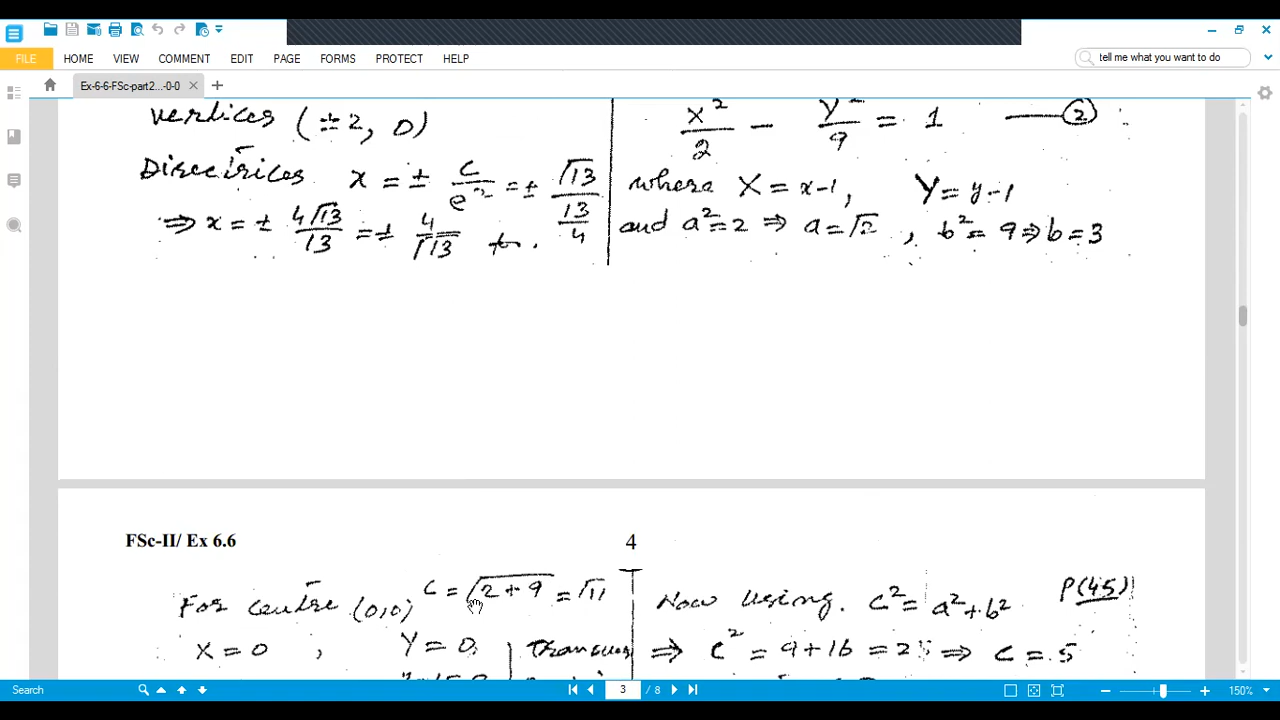 FILE HOME VIEW COMMENT EDIT PAGE FORMS PROTECT HELP
tell me what you want to do
Ex-6-6-FSc-part2...-0-0
vertices (±2, 0)
Directrices x = ± c/e² = ± √13/(13/4)
⇒ x = ± 4√13/13 = ± 4/√13
X²/2 − Y²/9 = 1 —— ②
where X = x-1, Y = y-1
and a² = 2 ⇒ a = √2, b² = 9 ⇒ b = 3
FSc-II/ Ex 6.6
4
For centre (0,0) c = √2+9 = √11
X = 0 , Y = 0
Now Using. c² = a² + b² P(45)
⇒ c² = 9+16 = 25 ⇒ c = 5
Search
3 / 8
150%